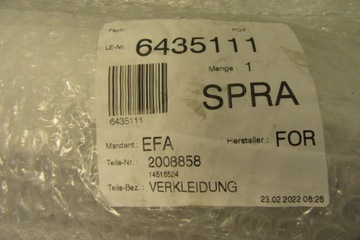 LE-Nr. 6435111
Menge: 1
6435111
SPRA
Mandant: EFA Hersteller: FOR
Teile-Nr.: 2008858
14516524
Teile-Bez.: VERKLEIDUNG
23.02.2022 08:26